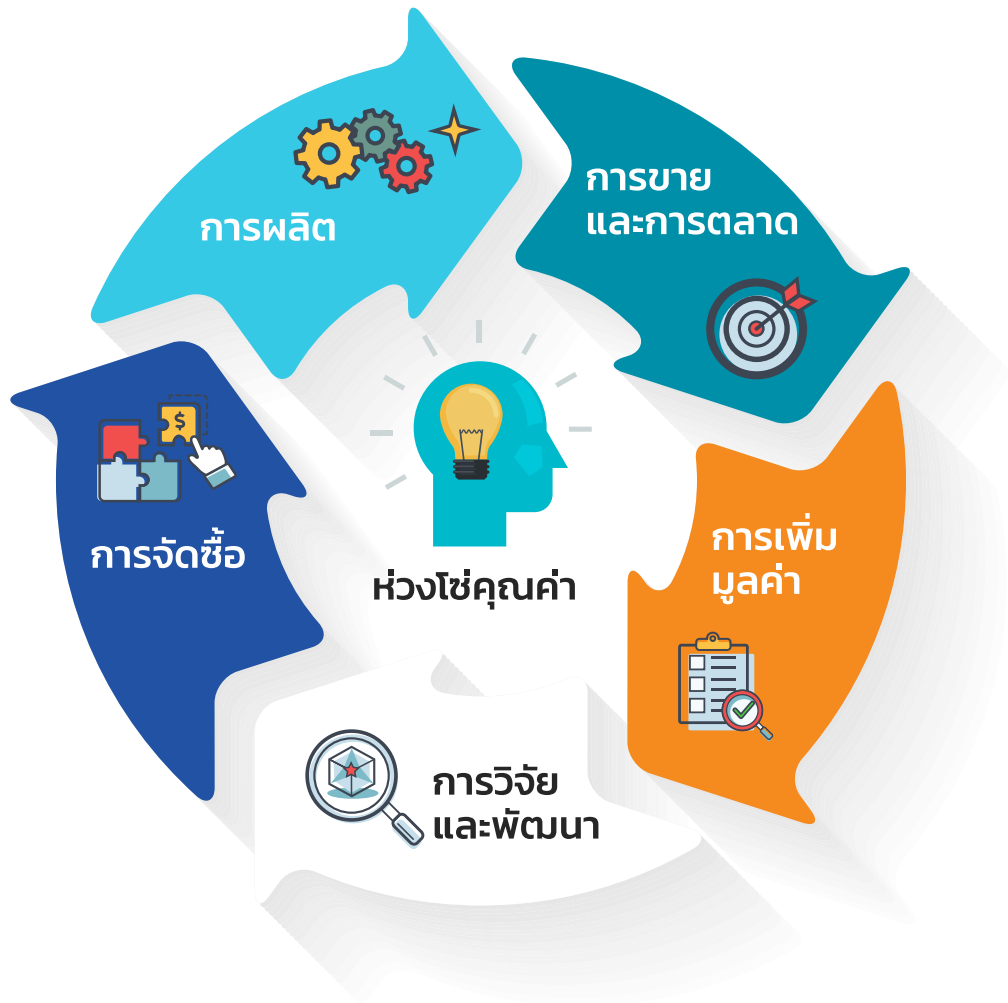 การผลิต
การขาย
และการตลาด
$
การจัดซื้อ
การเพิ่ม
มูลค่า
ห่วงโซ่คุณค่า
การวิจัย
และพัฒนา